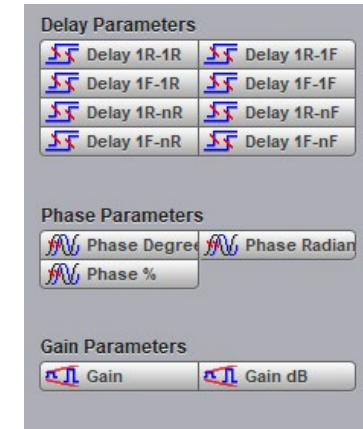 Delay Parameters
Delay 1R-1R Delay 1R-1F
Delay 1F-1R Delay 1F-1F
Delay 1R-nR Delay 1R-nF
Delay 1F-nR Delay 1F-nF
Phase Parameters
Phase Degree Phase Radian
Phase %
Gain Parameters
Gain Gain dB